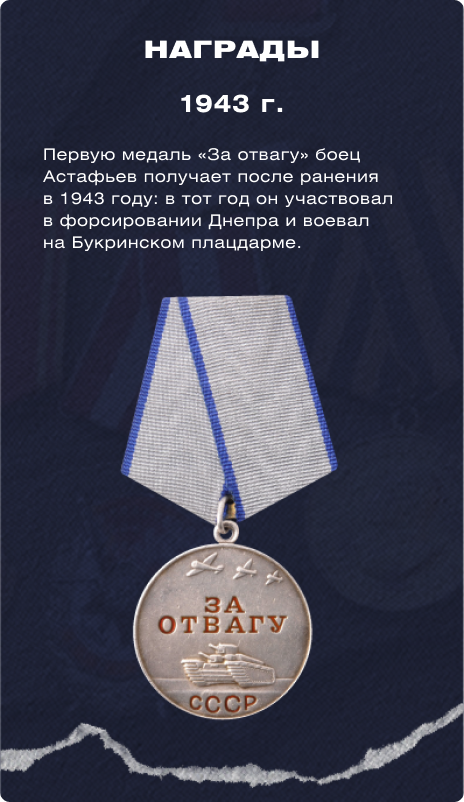 НАГРАДЫ
1943 г.
Первую медаль «За отвагу» боец
Астафьев получает после ранения
в 1943 году: в тот год он участвовал
в форсировании Днепра и воевал
на Букринском плацдарме.
ЗА
ОТВАГУ
СССР